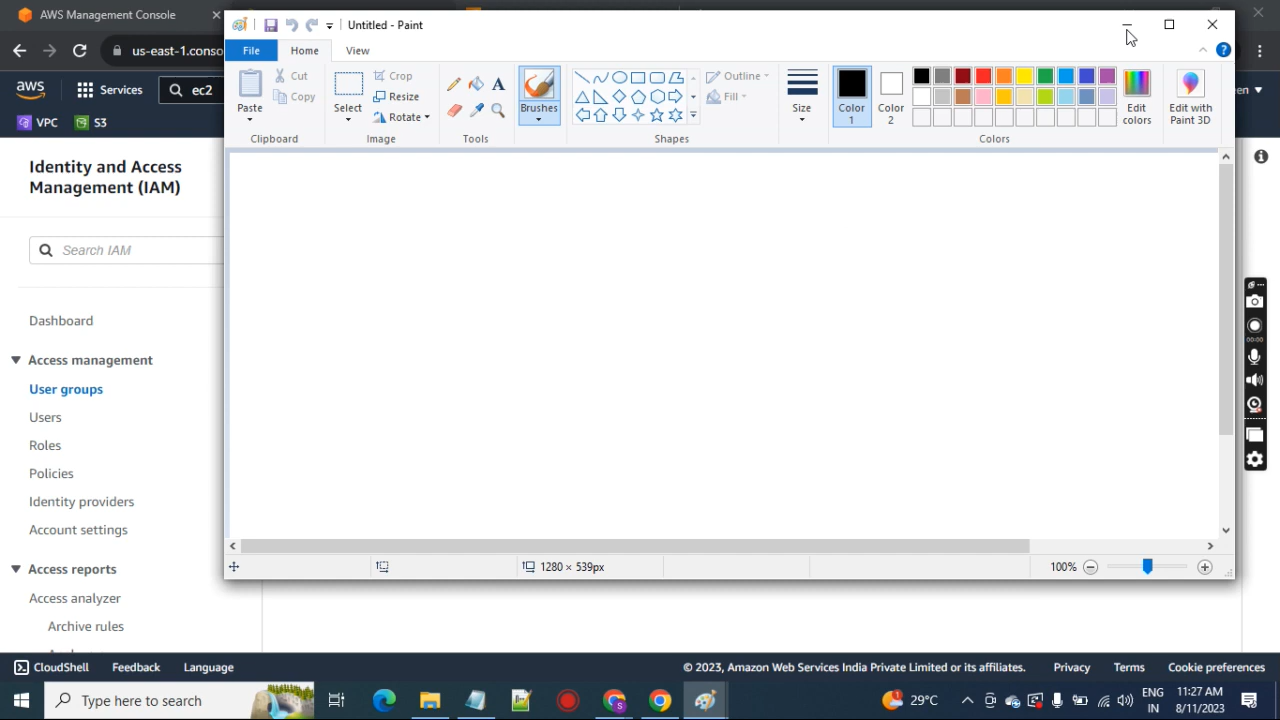 AWS Management Console
us-east-1.conso
Untitled - Paint
File
Home
View
Paste
Cut
Copy
Clipboard
Select
Crop
Resize
Rotate
Image
Tools
Brushes
Shapes
Outline
Fill
Size
Color 1
Color 2
Edit colors
Edit with Paint 3D
Colors
aws
Services
ec2
een
VPC
S3
Identity and Access
Management (IAM)
Search IAM
Dashboard
Access management
User groups
Users
Roles
Policies
Identity providers
Account settings
Access reports
Access analyzer
Archive rules
1280 × 539px
100%
00:00
CloudShell
Feedback
Language
© 2023, Amazon Web Services India Private Limited or its affiliates.
Privacy
Terms
Cookie preferences
Type here to search
29°C
ENG
IN
11:27 AM
8/11/2023